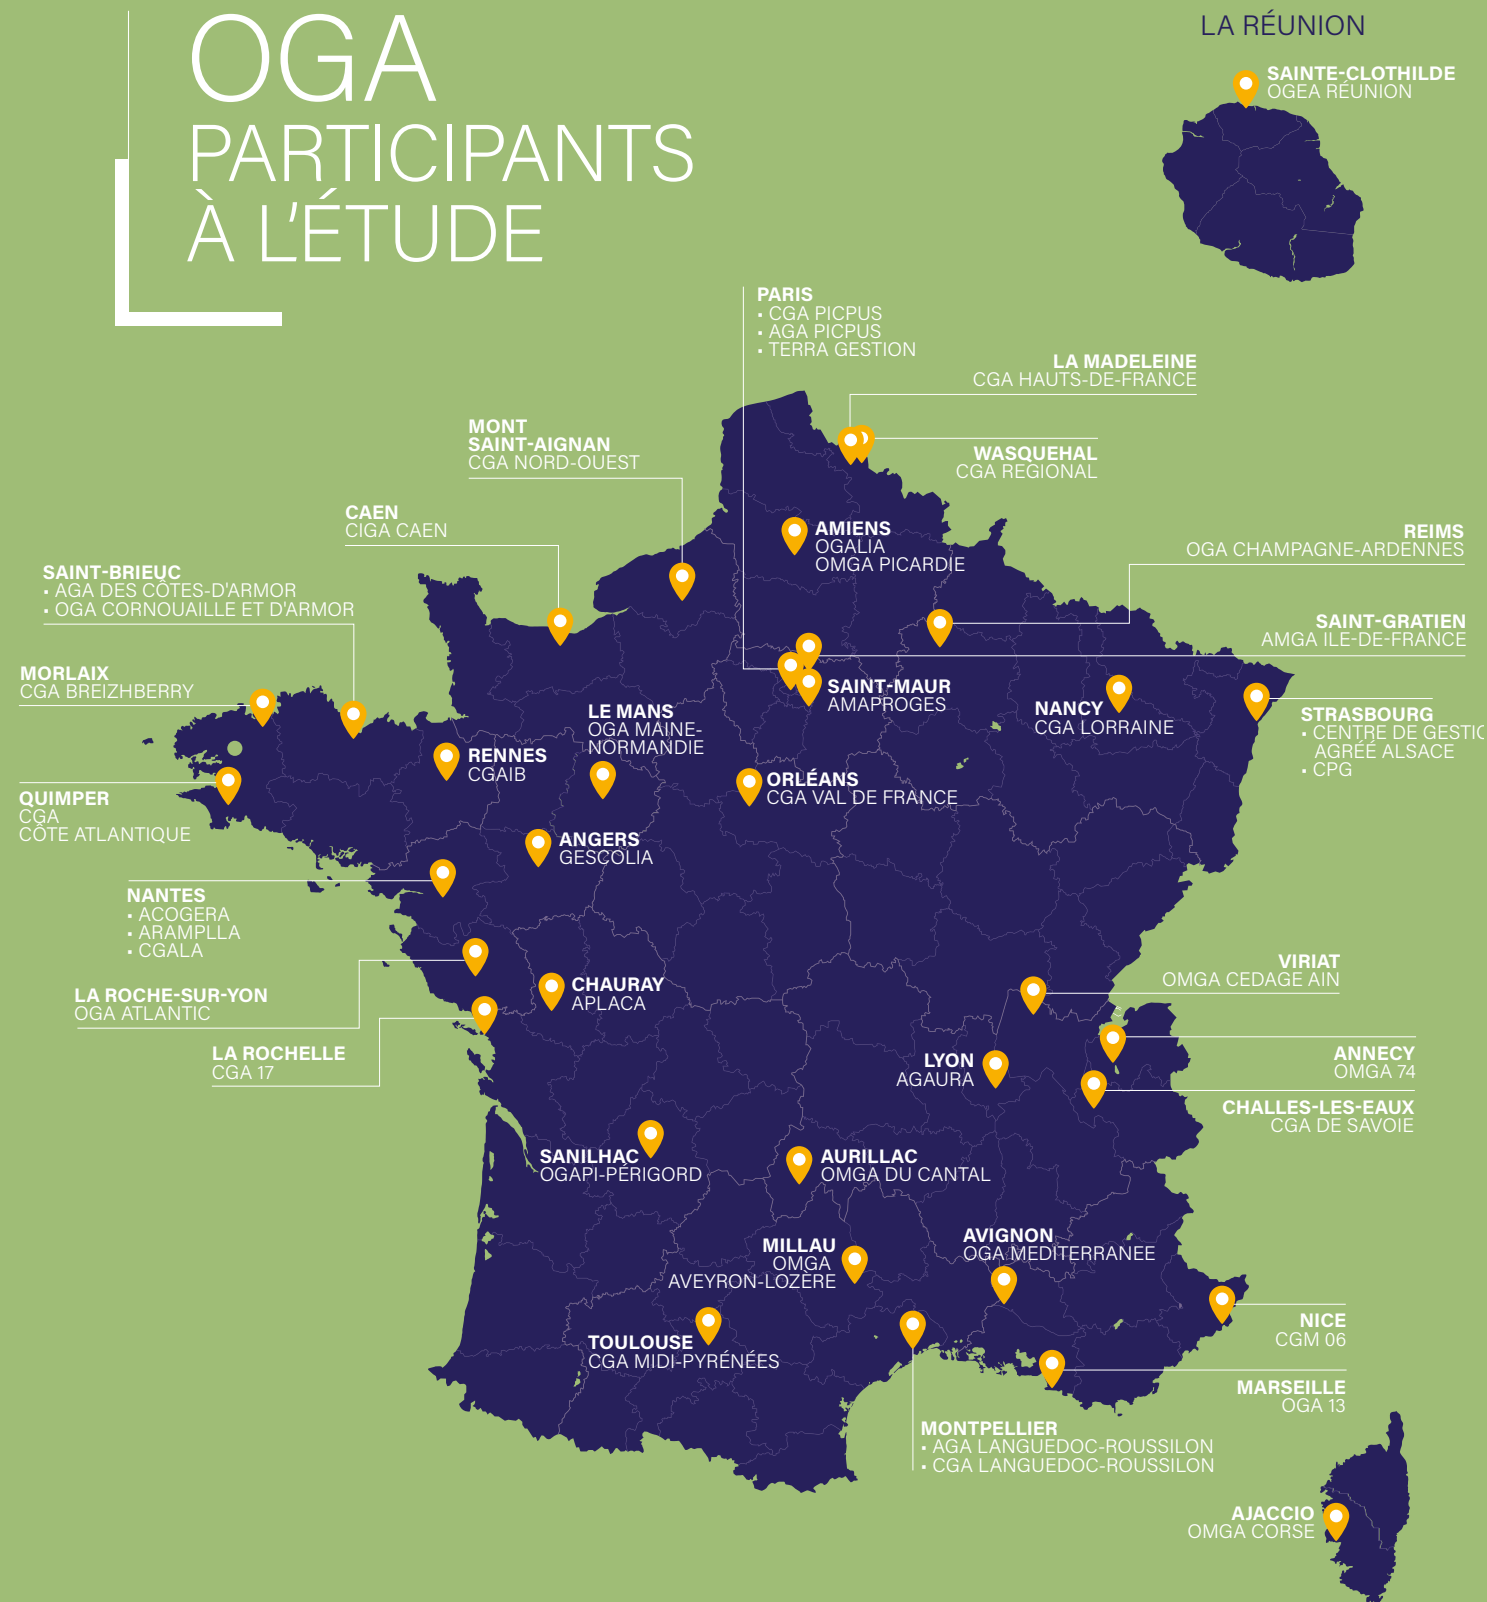 OGA
PARTICIPANTS
À L'ÉTUDE
LA RÉUNION
SAINTE-CLOTHILDE
OGEA RÉUNION
PARIS
• CGA PICPUS
• AGA PICPUS
• TERRA GESTION
LA MADELEINE
CGA HAUTS-DE-FRANCE
MONT
SAINT-AIGNAN
CGA NORD-OUEST
WASQUEHAL
CGA REGIONAL
CAEN
CIGA CAEN
AMIENS
OGALIA
OMGA PICARDIE
REIMS
OGA CHAMPAGNE-ARDENNES
SAINT-BRIEUC
• AGA DES CÔTES-D'ARMOR
• OGA CORNOUAILLE ET D'ARMOR
SAINT-GRATIEN
AMGA ILE-DE-FRANCE
MORLAIX
CGA BREIZHBERRY
SAINT-MAUR
AMAPROGES
LE MANS
OGA MAINE-
NORMANDIE
NANCY
CGA LORRAINE
STRASBOURG
• CENTRE DE GESTIC
AGRÉÉ ALSACE
• CPG
RENNES
CGAIB
ORLÉANS
CGA VAL DE FRANCE
QUIMPER
CGA
CÔTE ATLANTIQUE
ANGERS
GESCOLIA
NANTES
• ACOGERA
• ARAMPLLA
• CGALA
VIRIAT
OMGA CEDAGE AIN
CHAURAY
APLACA
LA ROCHE-SUR-YON
OGA ATLANTIC
LA ROCHELLE
CGA 17
LYON
AGAURA
ANNECY
OMGA 74
CHALLES-LES-EAUX
CGA DE SAVOIE
SANILHAC
OGAPI-PÉRIGORD
AURILLAC
OMGA DU CANTAL
AVIGNON
OGA MEDITERRANEE
MILLAU
OMGA
AVEYRON-LOZÈRE
NICE
CGM 06
TOULOUSE
CGA MIDI-PYRÉNÉES
MARSEILLE
OGA 13
MONTPELLIER
• AGA LANGUEDOC-ROUSSILON
• CGA LANGUEDOC-ROUSSILON
AJACCIO
OMGA CORSE